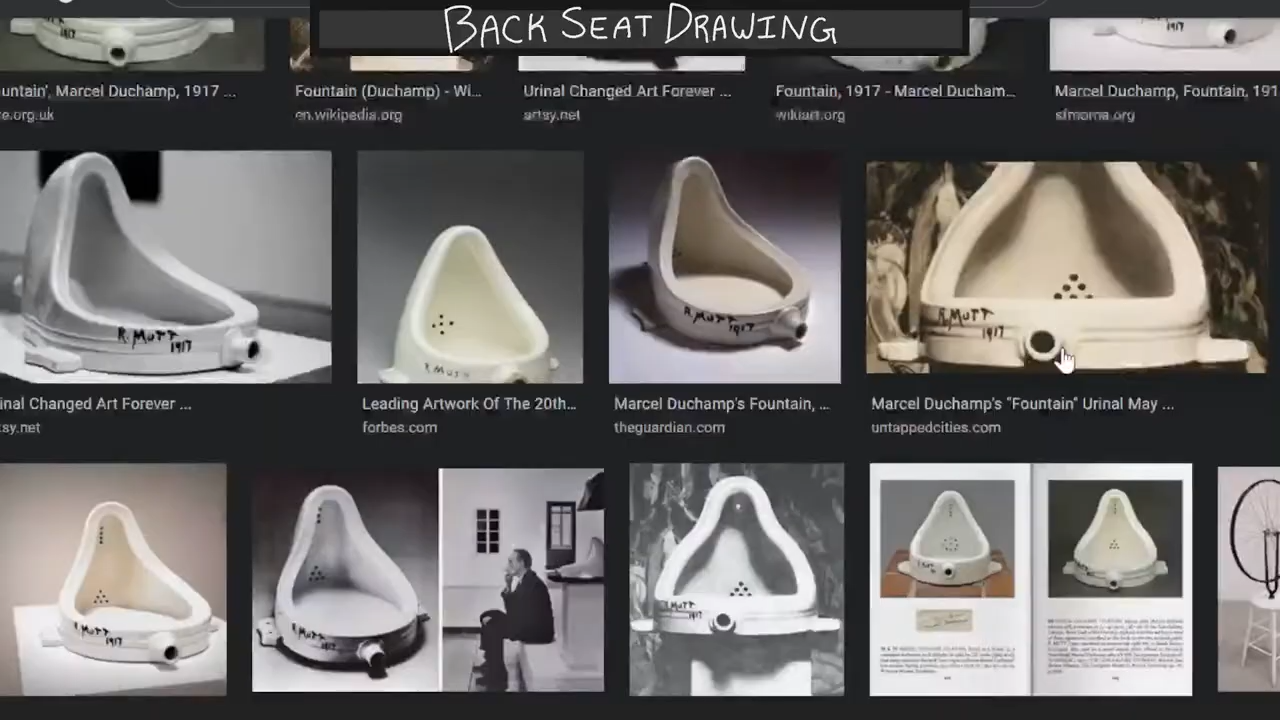 BACK SEAT DRAWING
1917
untain', Marcel Duchamp, 1917 ...
Fountain (Duchamp) - Wi...
Urinal Changed Art Forever ...
Fountain, 1917 - Marcel Ducham...
Marcel Duchamp, Fountain, 191
e.org.uk
en.wikipedia.org
artsy.net
wikiart.org
sfmoma.org
R. MUTT
1917
R. MUTT
R. MUTT
1917
R. MUTT
1917
inal Changed Art Forever ...
Leading Artwork Of The 20th...
Marcel Duchamp's Fountain, ...
Marcel Duchamp's "Fountain" Urinal May ...
sy.net
forbes.com
theguardian.com
untappedcities.com
R. MUTT
1917
R. MUTT
1917
R. MUTT
1917